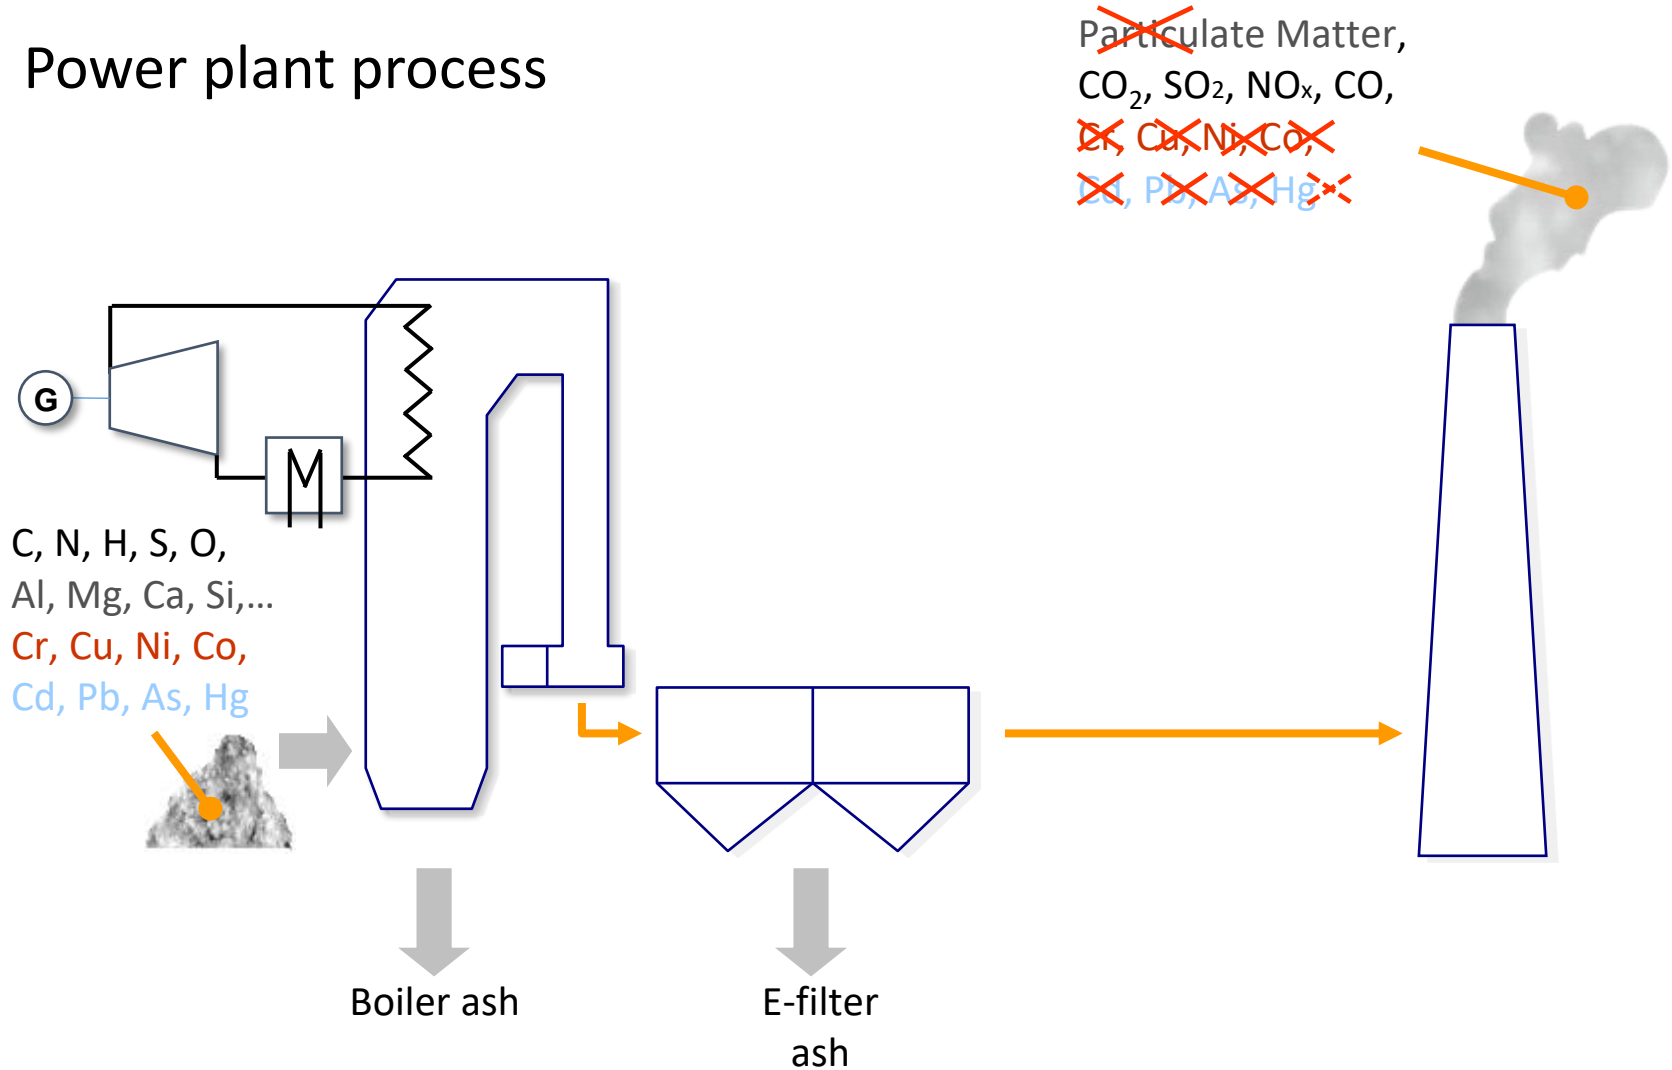 Power plant process
Particulate Matter,
CO₂, SO₂, NOₓ, CO,
Cr, Cu, Ni, Co,
Cd, Pb, As, Hg
G
C, N, H, S, O,
Al, Mg, Ca, Si,...
Cr, Cu, Ni, Co,
Cd, Pb, As, Hg
Boiler ash
E-filter
ash